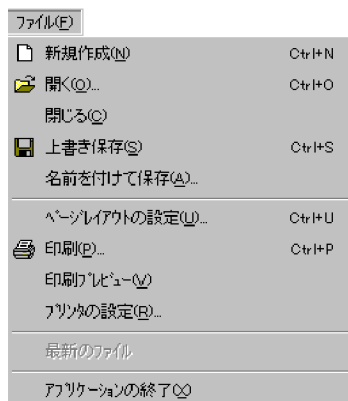 ファイル(F)
新規作成(N) Ctrl+N
開く(O)... Ctrl+O
閉じる(C)
上書き保存(S) Ctrl+S
名前を付けて保存(A)...
ページレイアウトの設定(U)... Ctrl+U
印刷(P)... Ctrl+P
印刷プレビュー(V)
プリンタの設定(R)...
最新のファイル
アプリケーションの終了(X)